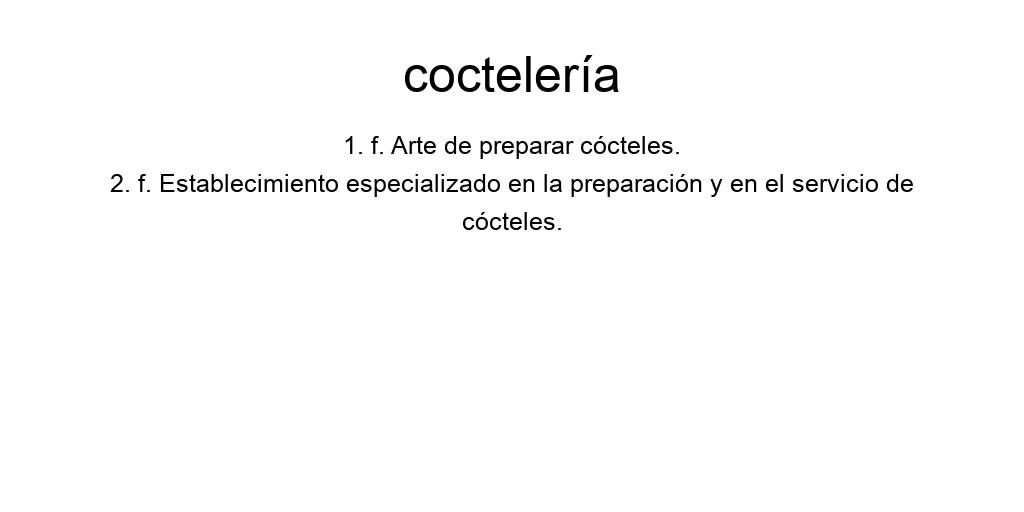 coctelería
1. f. Arte de preparar cócteles.
2. f. Establecimiento especializado en la preparación y en el servicio de
cócteles.